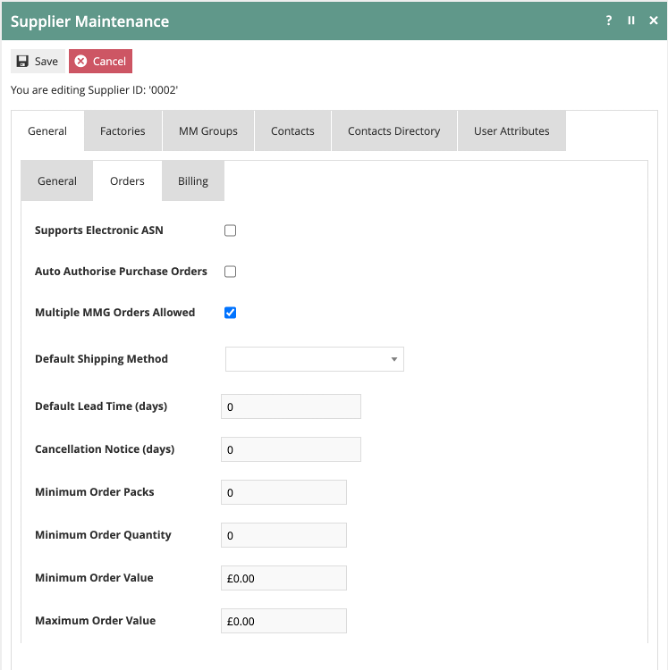 Supplier Maintenance ?
Save Cancel
You are editing Supplier ID: '0002'
General Factories MM Groups Contacts Contacts Directory User Attributes
General Orders Billing
Supports Electronic ASN
Auto Authorise Purchase Orders
Multiple MMG Orders Allowed
Default Shipping Method
Default Lead Time (days) 0
Cancellation Notice (days) 0
Minimum Order Packs 0
Minimum Order Quantity 0
Minimum Order Value £0.00
Maximum Order Value £0.00